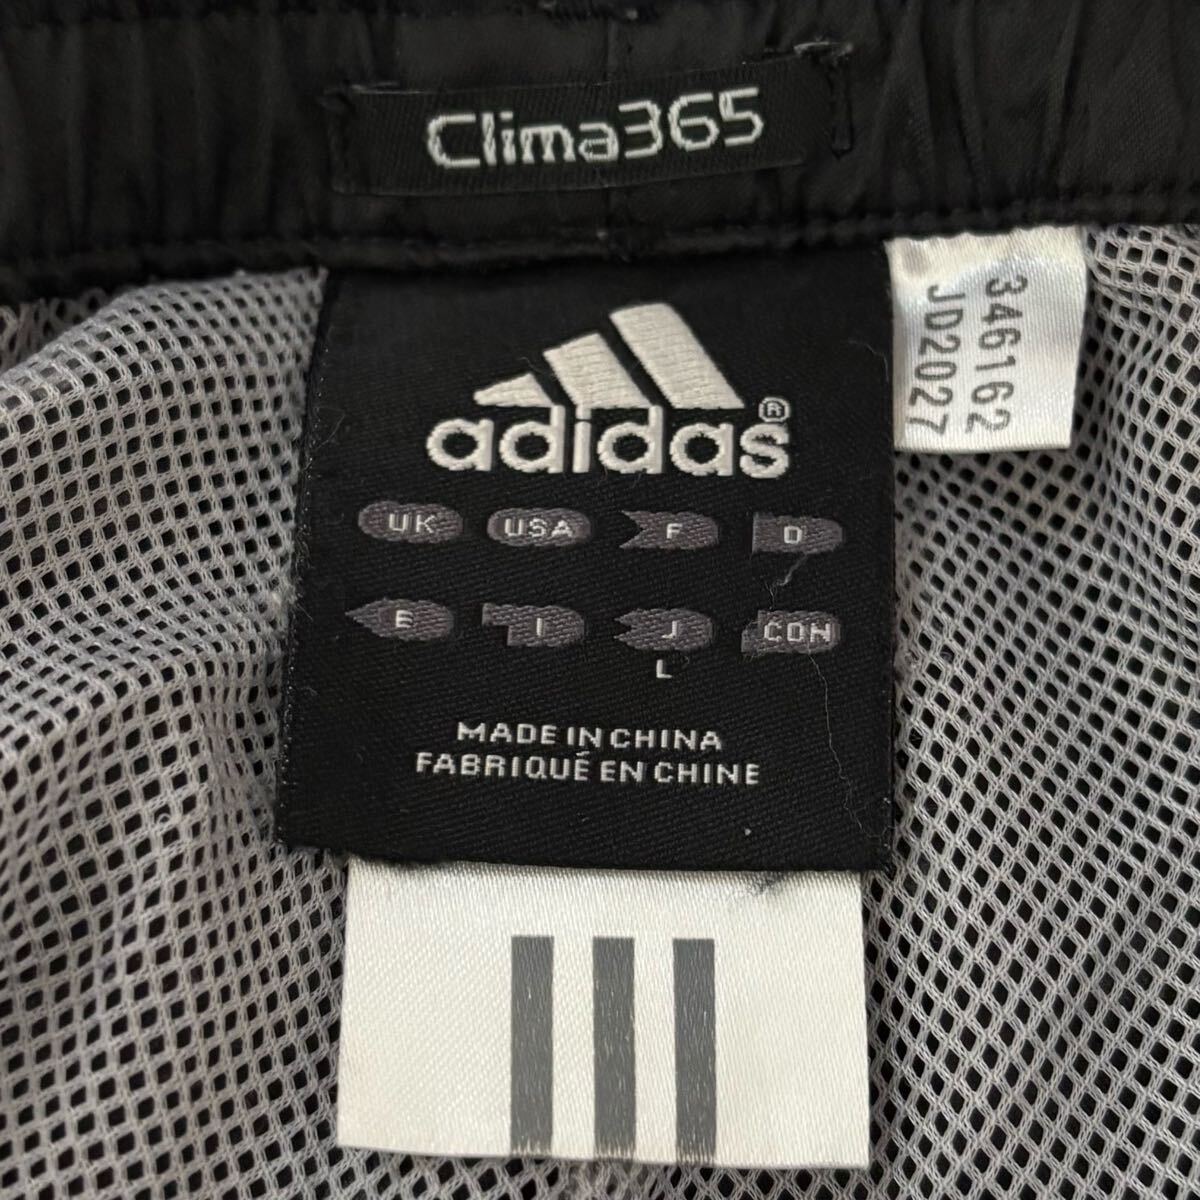 Clima365
346162
JD2027
adidas®
UK USA F D
E I J CON
L
MADE IN CHINA
FABRIQUÉ EN CHINE